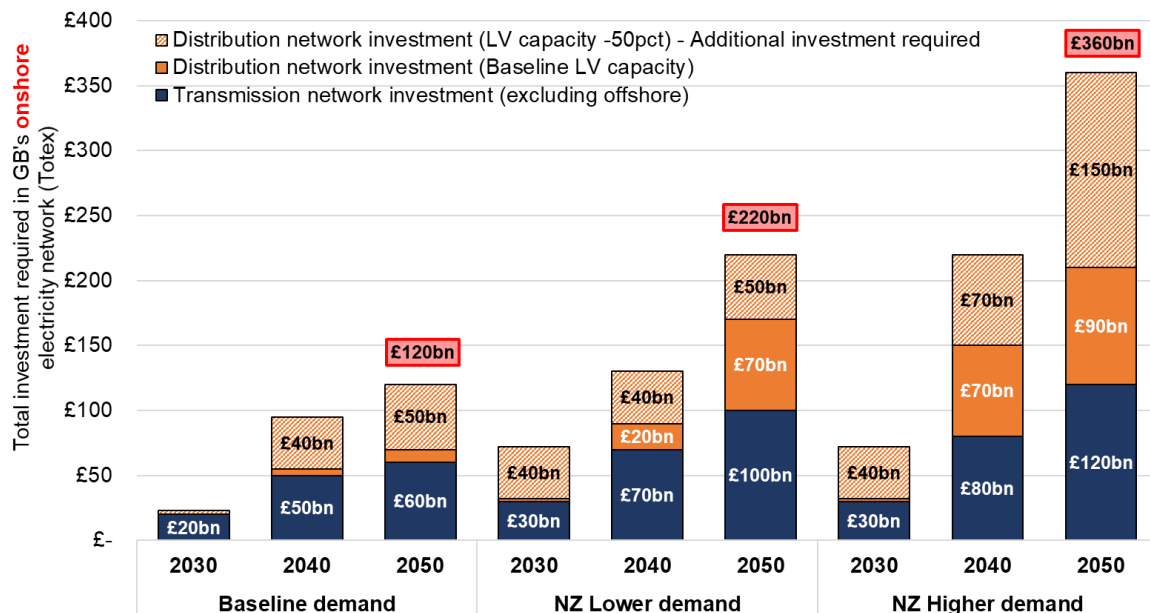 £400
£350
£300
£250
£200
£150
£100
£50
£-
Total investment required in GB's onshore
electricity network (Totex)
Distribution network investment (LV capacity -50pct) - Additional investment required
Distribution network investment (Baseline LV capacity)
Transmission network investment (excluding offshore)
£20bn
£40bn
£50bn
£120bn
£50bn
£60bn
£40bn
£30bn
£40bn
£20bn
£70bn
£220bn
£50bn
£70bn
£100bn
£40bn
£30bn
£70bn
£70bn
£80bn
£360bn
£150bn
£90bn
£120bn
2030 2040 2050 2030 2040 2050 2030 2040 2050
Baseline demand NZ Lower demand NZ Higher demand